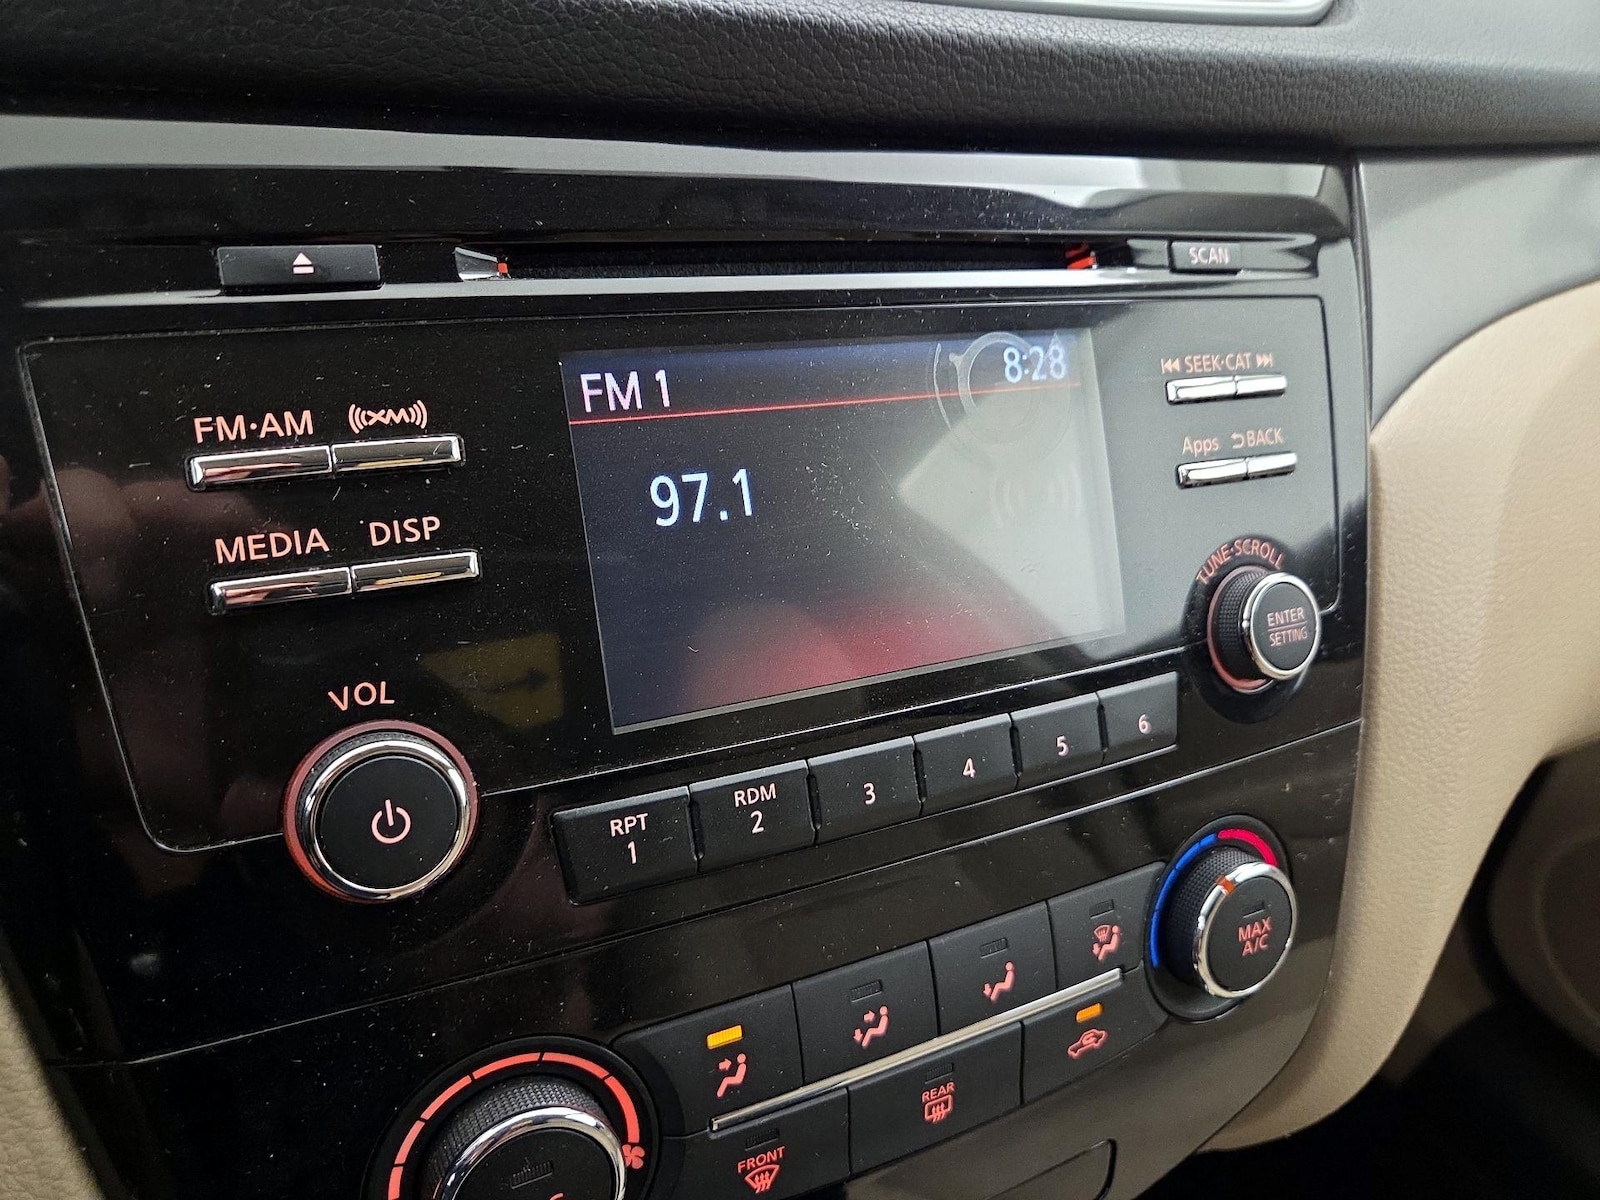 SCAN
FM 1
8:28
SEEK·CAT
FM·AM
XM
97.1
Apps
BACK
MEDIA
DISP
TUNE·SCROLL
ENTER
SETTING
VOL
RPT
1
RDM
2
3
4
5
6
MAX
A/C
REAR
FRONT